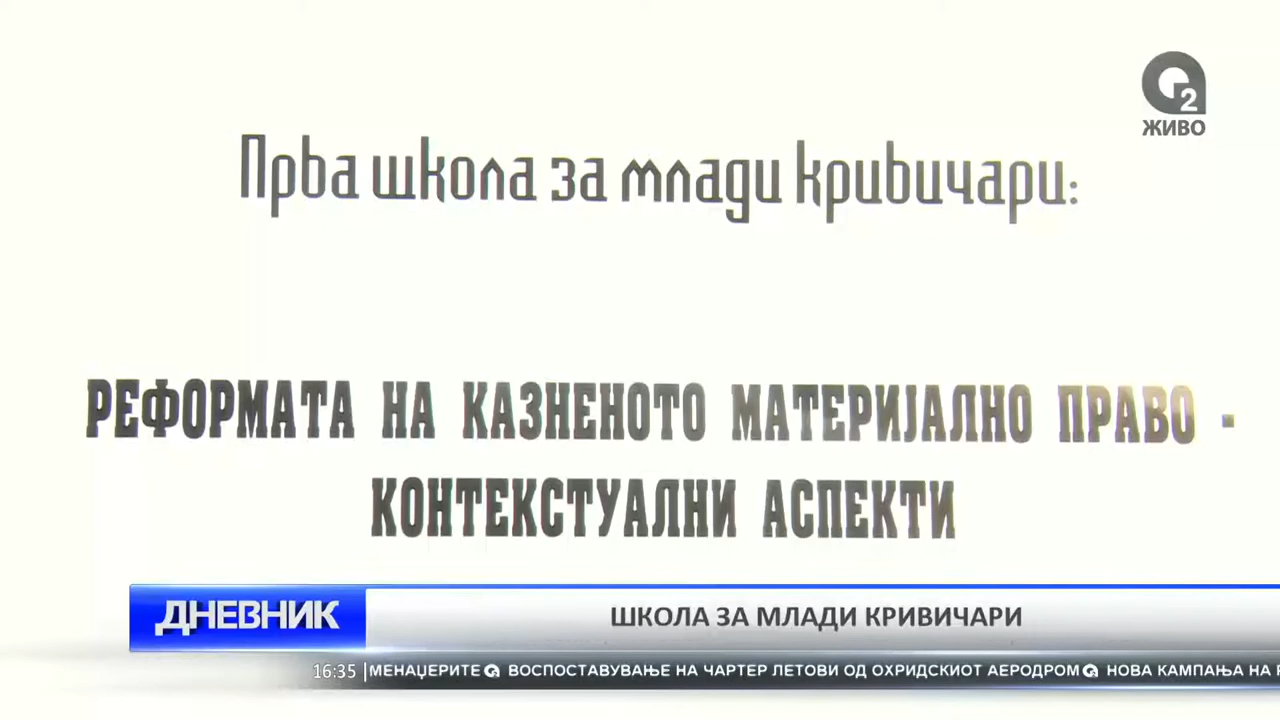 2
ЖИВО
Прва школа за млади кривичари:
РЕФОРМАТА НА КАЗНЕНОТО МАТЕРИЈАЛНО ПРАВО -
КОНТЕКСТУАЛНИ АСПЕКТИ
ДНЕВНИК
ШКОЛА ЗА МЛАДИ КРИВИЧАРИ
16:35 МЕНАЏЕРИТЕ ВОСПОСТАВУВАЊЕ НА ЧАРТЕР ЛЕТОВИ ОД ОХРИДСКИОТ АЕРОДРОМ НОВА КАМПАЊА НА